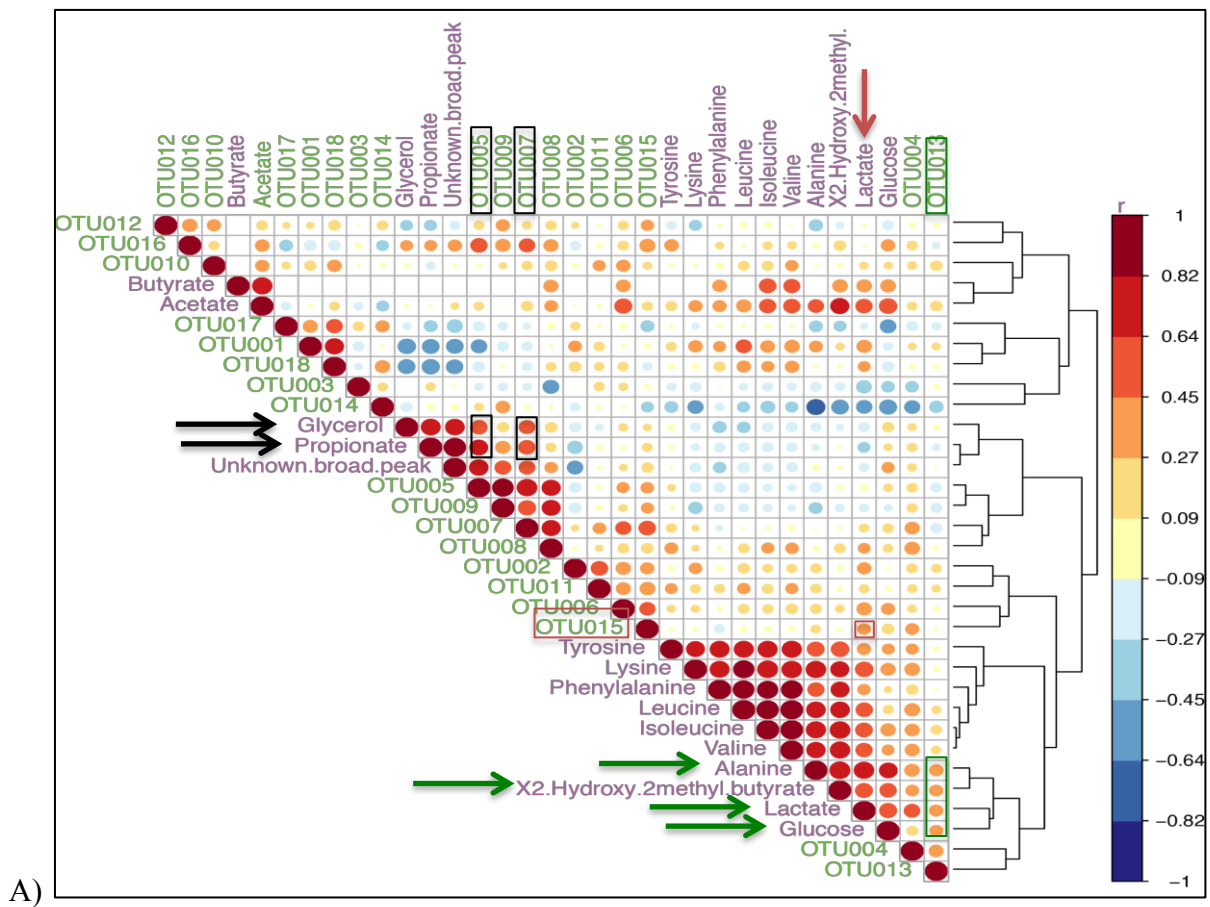 OTU012
OTU016
OTU010
Butyrate
Acetate
OTU017
OTU001
OTU018
OTU003
OTU014
Glycerol
Propionate
Unknown.broad.peak
OTU005
OTU009
OTU007
OTU008
OTU002
OTU011
OTU006
OTU015
Tyrosine
Lysine
Phenylalanine
Leucine
Isoleucine
Valine
Alanine
X2.Hydroxy.2methyl.
Lactate
Glucose
OTU004
OTU013
r
OTU012
OTU016
OTU010
Butyrate
Acetate
OTU017
OTU001
OTU018
OTU003
OTU014
Glycerol
Propionate
Unknown.broad.peak
OTU005
OTU009
OTU007
OTU008
OTU002
OTU011
OTU006
OTU015
Tyrosine
Lysine
Phenylalanine
Leucine
Isoleucine
Valine
Alanine
X2.Hydroxy.2methyl.butyrate
Lactate
Glucose
OTU004
OTU013
1
0.82
0.64
0.45
0.27
0.09
-0.09
-0.27
-0.45
-0.64
-0.82
-1
A)